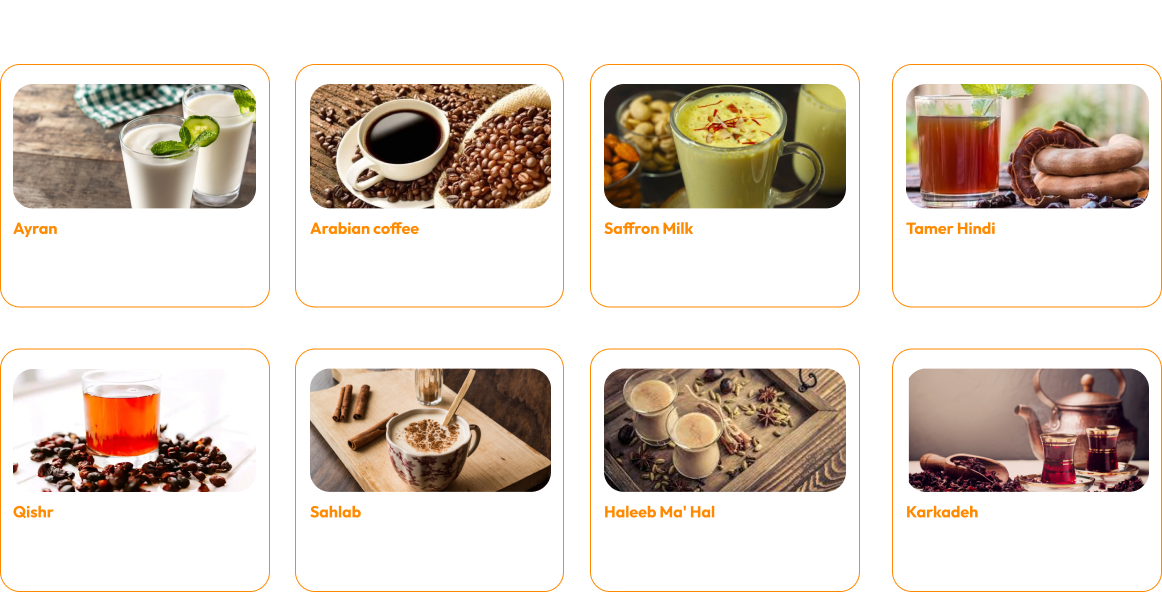 Ayran
Arabian coffee
Saffron Milk
Tamer Hindi
Qishr
Sahlab
Haleeb Ma' Hal
Karkadeh